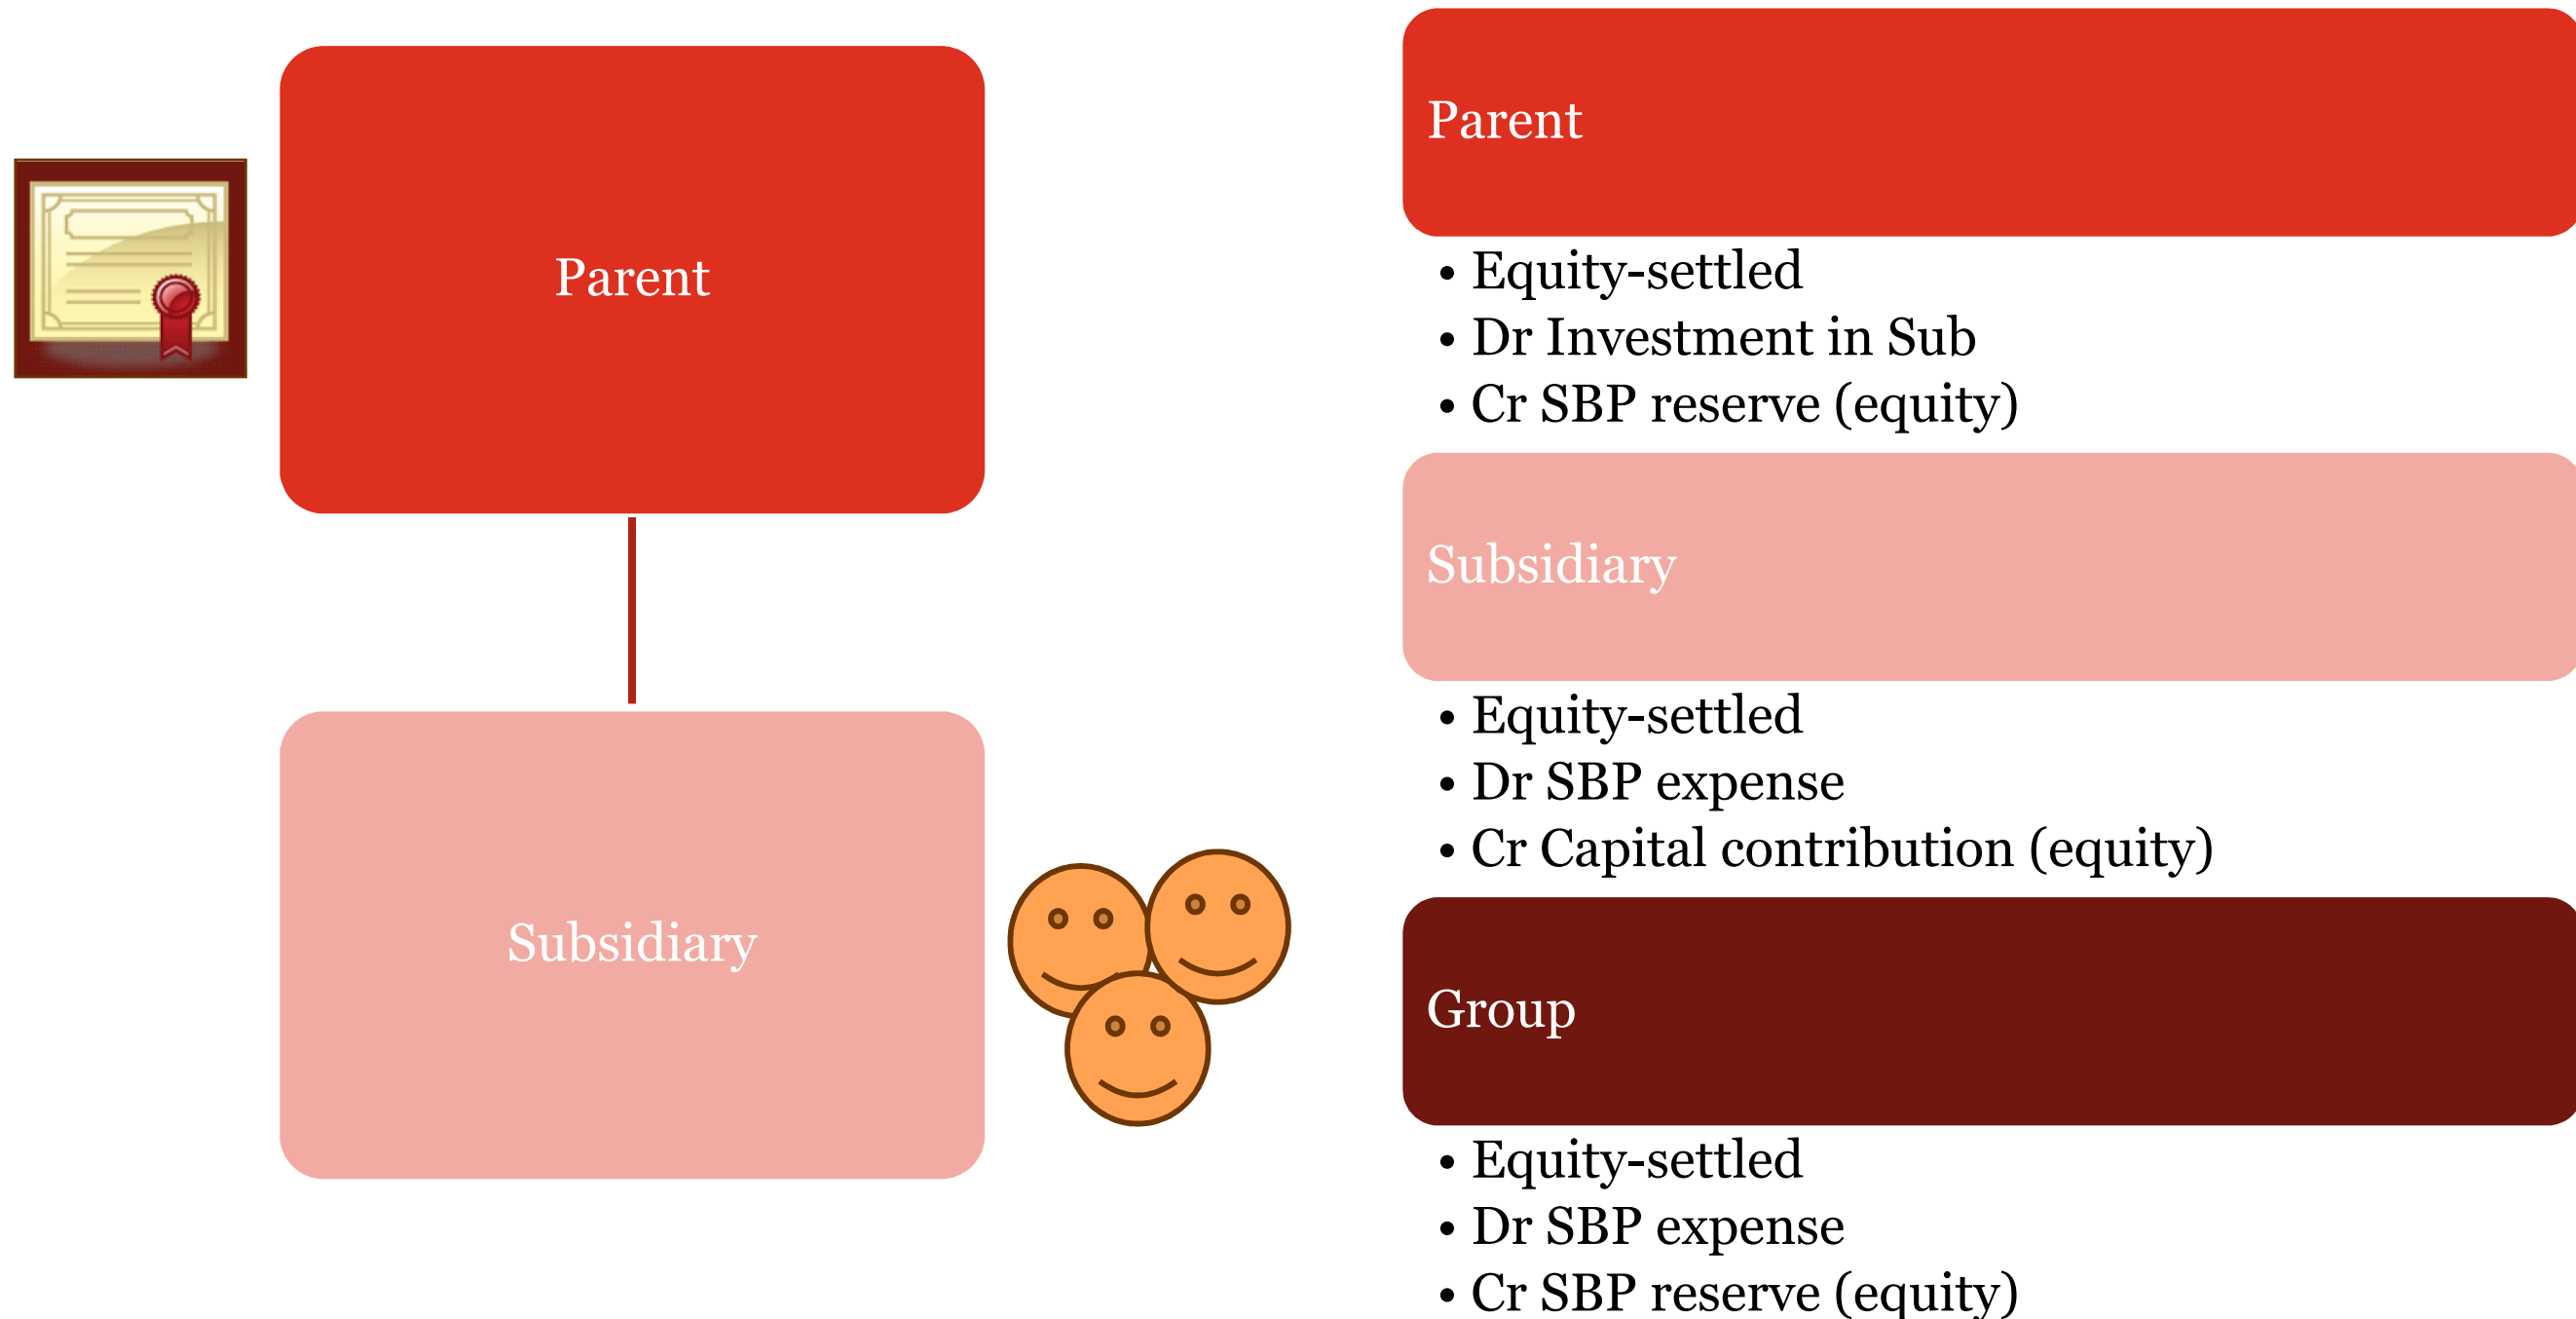 Parent
Subsidiary
Parent
• Equity-settled
• Dr Investment in Sub
• Cr SBP reserve (equity)
Subsidiary
• Equity-settled
• Dr SBP expense
• Cr Capital contribution (equity)
Group
• Equity-settled
• Dr SBP expense
• Cr SBP reserve (equity)